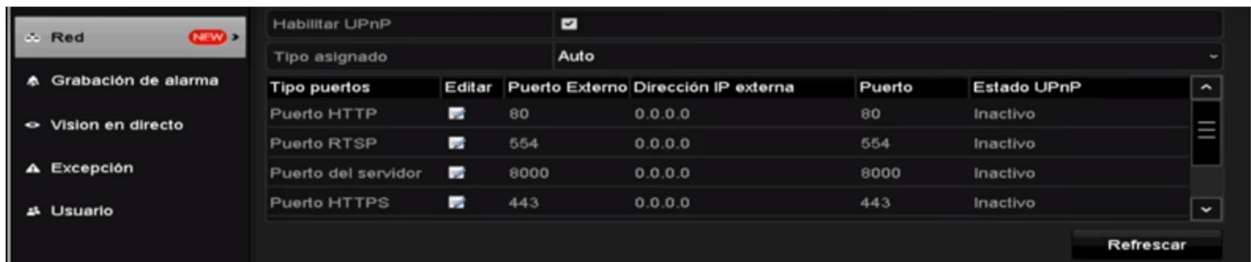 Habilitar UPnP
Red NEW >
Tipo asignado Auto
Grabación de alarma
Tipo puertos Editar Puerto Externo Dirección IP externa Puerto Estado UPnP
Puerto HTTP 80 0.0.0.0 80 Inactivo
Vision en directo
Puerto RTSP 554 0.0.0.0 554 Inactivo
Excepción
Puerto del servidor 8000 0.0.0.0 8000 Inactivo
Usuario
Puerto HTTPS 443 0.0.0.0 443 Inactivo
Refrescar